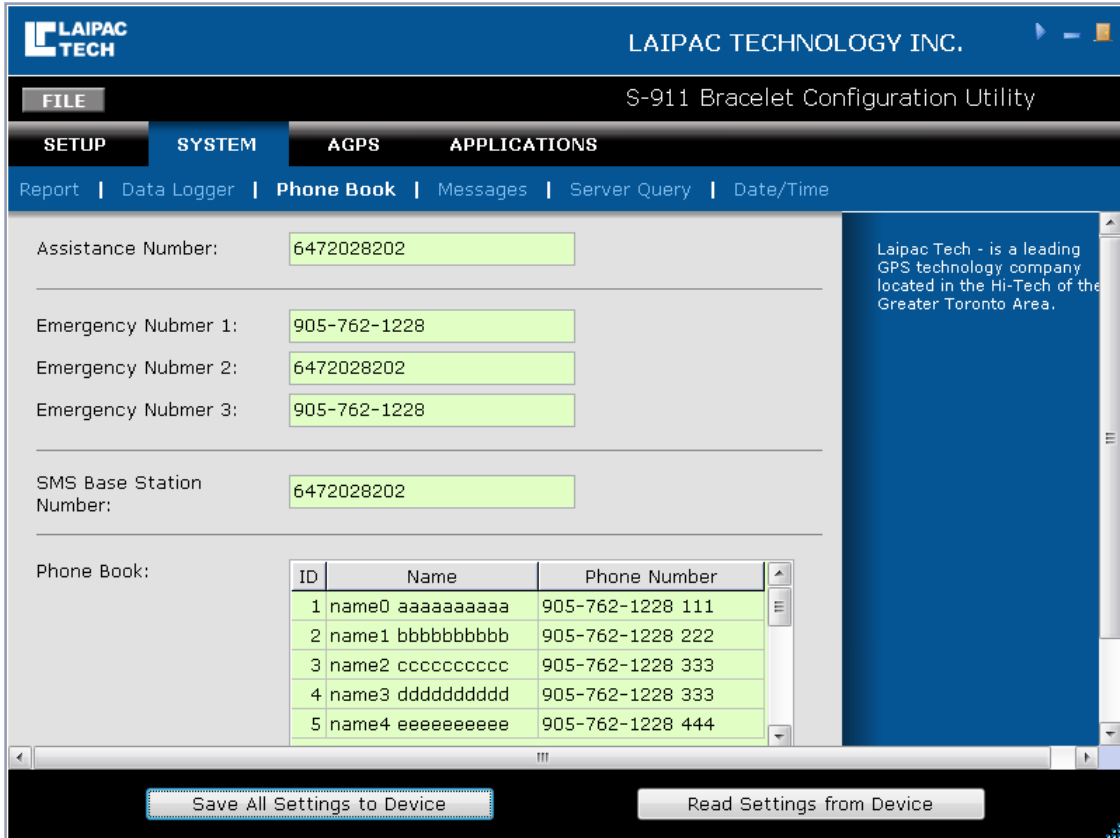 LAIPAC
TECH
LAIPAC TECHNOLOGY INC.
FILE
S-911 Bracelet Configuration Utility
SETUP SYSTEM AGPS APPLICATIONS
Report | Data Logger | Phone Book | Messages | Server Query | Date/Time
Assistance Number: 6472028202
Emergency Nubmer 1: 905-762-1228
Emergency Nubmer 2: 6472028202
Emergency Nubmer 3: 905-762-1228
SMS Base Station
Number: 6472028202
Phone Book:
ID Name Phone Number
1 name0 aaaaaaaaaa 905-762-1228 111
2 name1 bbbbbbbbbb 905-762-1228 222
3 name2 cccccccccc 905-762-1228 333
4 name3 dddddddddd 905-762-1228 333
5 name4 eeeeeeeeee 905-762-1228 444
Laipac Tech - is a leading
GPS technology company
located in the Hi-Tech of the
Greater Toronto Area.
Save All Settings to Device Read Settings from Device